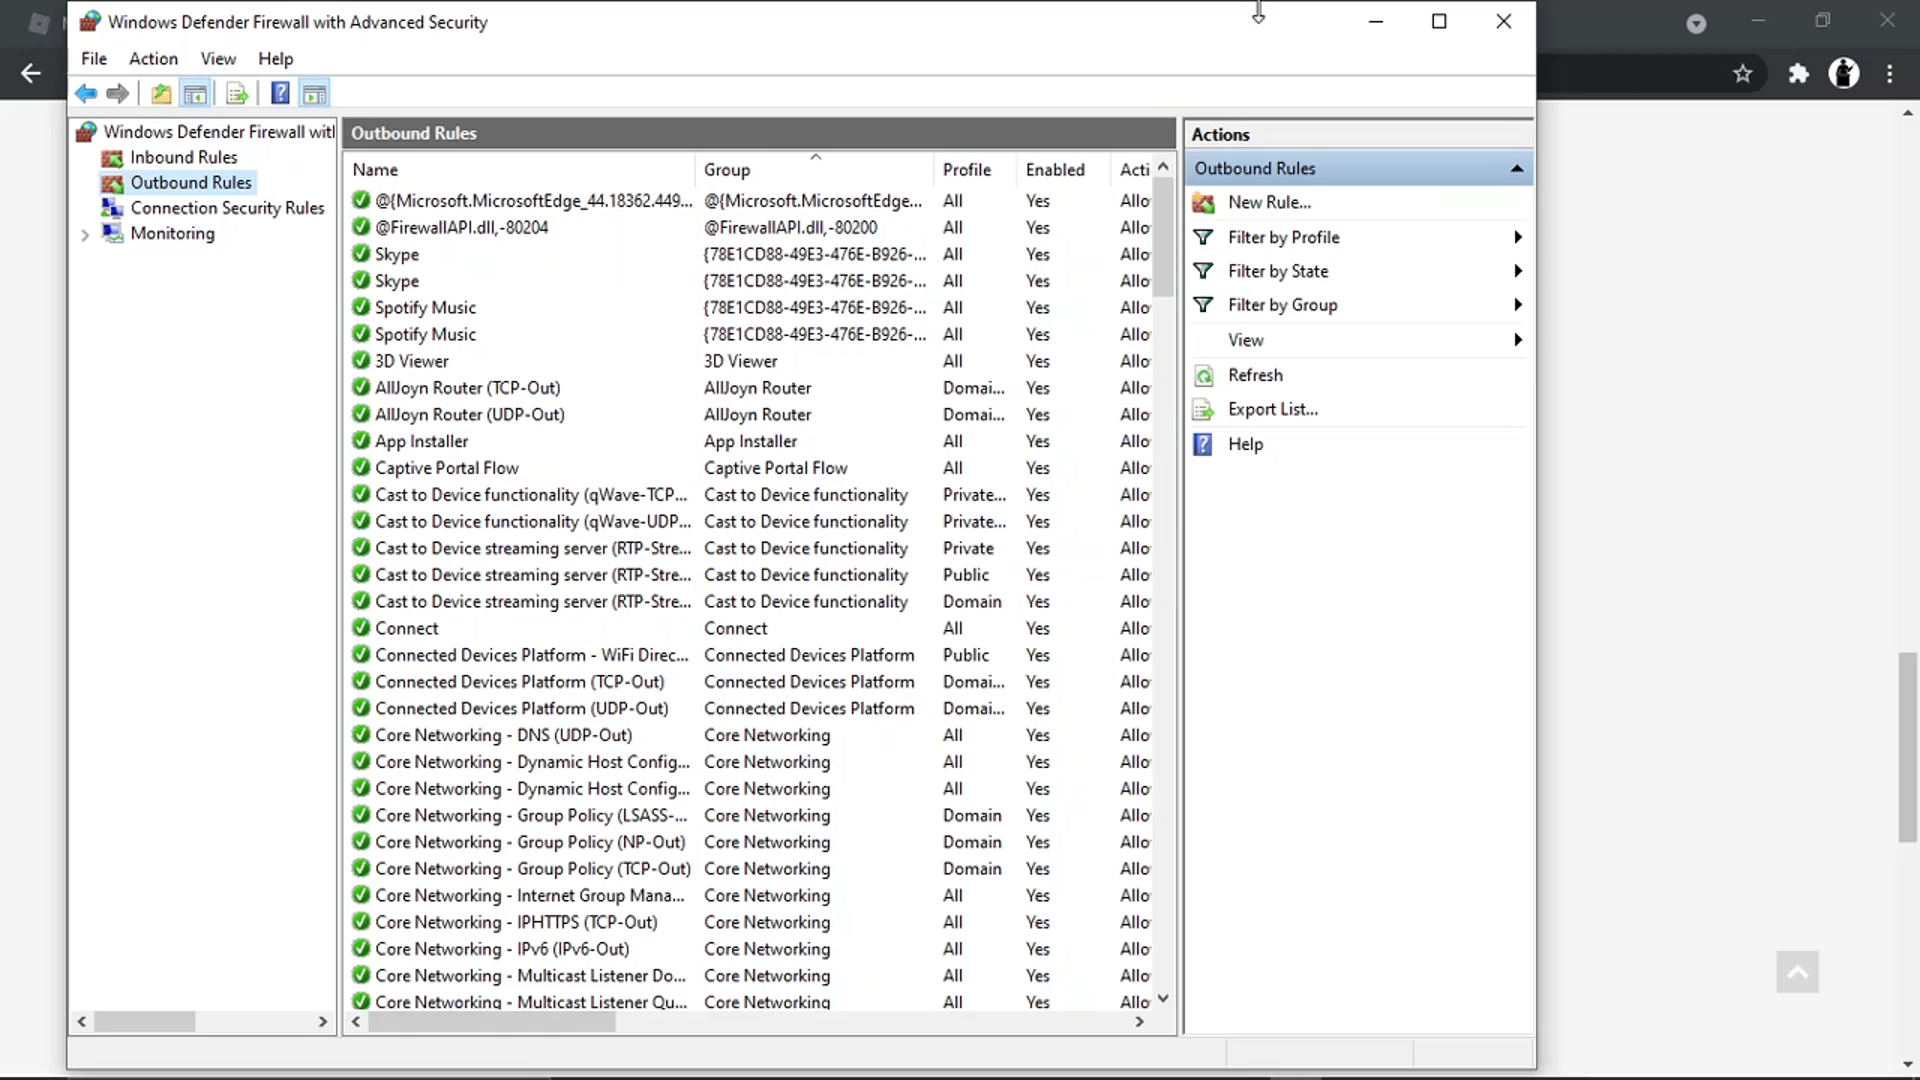 Windows Defender Firewall with Advanced Security
File Action View Help
Windows Defender Firewall witl
Inbound Rules
Outbound Rules
Connection Security Rules
Monitoring
Outbound Rules
Name Group Profile Enabled Acti
@{Microsoft.MicrosoftEdge_44.18362.449... @{Microsoft.MicrosoftEdge... All Yes Allo
@FirewallAPI.dll,-80204 @FirewallAPI.dll,-80200 All Yes Allo
Skype {78E1CD88-49E3-476E-B926-... All Yes Allo
Skype {78E1CD88-49E3-476E-B926-... All Yes Allo
Spotify Music {78E1CD88-49E3-476E-B926-... All Yes Allo
Spotify Music {78E1CD88-49E3-476E-B926-... All Yes Allo
3D Viewer 3D Viewer All Yes Allo
AllJoyn Router (TCP-Out) AllJoyn Router Domai... Yes Allo
AllJoyn Router (UDP-Out) AllJoyn Router Domai... Yes Allo
App Installer App Installer All Yes Allo
Captive Portal Flow Captive Portal Flow All Yes Allo
Cast to Device functionality (qWave-TCP... Cast to Device functionality Private... Yes Allo
Cast to Device functionality (qWave-UDP... Cast to Device functionality Private... Yes Allo
Cast to Device streaming server (RTP-Stre... Cast to Device functionality Private Yes Allo
Cast to Device streaming server (RTP-Stre... Cast to Device functionality Public Yes Allo
Cast to Device streaming server (RTP-Stre... Cast to Device functionality Domain Yes Allo
Connect Connect All Yes Allo
Connected Devices Platform - WiFi Direc... Connected Devices Platform Public Yes Allo
Connected Devices Platform (TCP-Out) Connected Devices Platform Domai... Yes Allo
Connected Devices Platform (UDP-Out) Connected Devices Platform Domai... Yes Allo
Core Networking - DNS (UDP-Out) Core Networking All Yes Allo
Core Networking - Dynamic Host Config... Core Networking All Yes Allo
Core Networking - Dynamic Host Config... Core Networking All Yes Allo
Core Networking - Group Policy (LSASS-... Core Networking Domain Yes Allo
Core Networking - Group Policy (NP-Out) Core Networking Domain Yes Allo
Core Networking - Group Policy (TCP-Out) Core Networking Domain Yes Allo
Core Networking - Internet Group Mana... Core Networking All Yes Allo
Core Networking - IPHTTPS (TCP-Out) Core Networking All Yes Allo
Core Networking - IPv6 (IPv6-Out) Core Networking All Yes Allo
Core Networking - Multicast Listener Do... Core Networking All Yes Allo
Core Networking - Multicast Listener Qu... Core Networking All Yes Allo
Actions
Outbound Rules
New Rule...
Filter by Profile
Filter by State
Filter by Group
View
Refresh
Export List...
Help